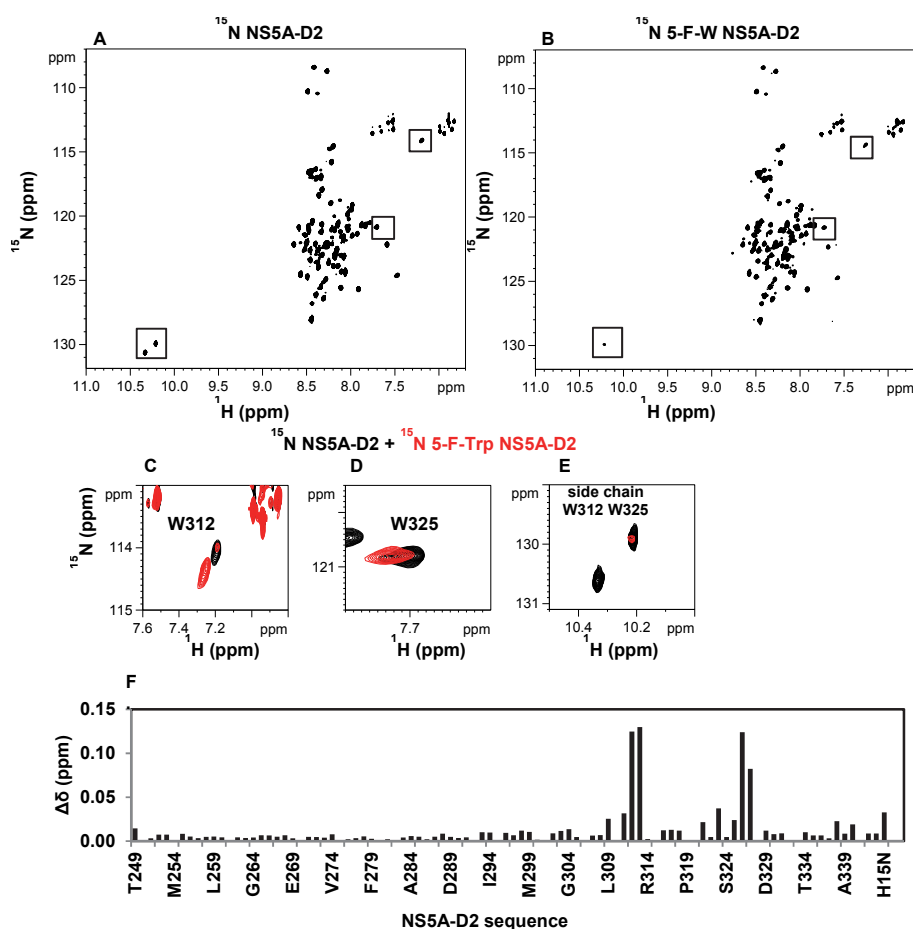 15N NS5A-D2
15N 5-F-W NS5A-D2
A
B
ppm
ppm
110
110
115
115
120
120
125
125
130
130
15N (ppm)
15N (ppm)
11.0 10.5 10.0 9.5 9.0 8.5 8.0 7.5 ppm
11.0 10.5 10.0 9.5 9.0 8.5 8.0 7.5 ppm
1H (ppm)
1H (ppm)
15N NS5A-D2 + 15N 5-F-Trp NS5A-D2
C
D
E
ppm
ppm
ppm
W312
W325
side chain
W312 W325
15N (ppm)
114
115
121
130
131
7.6 7.4 7.2 ppm
7.7 ppm
10.4 10.2 ppm
1H (ppm)
1H (ppm)
1H (ppm)
F
0.15
0.10
0.05
0.00
Δδ (ppm)
T249 M254 L259 G264 E269 V274 F279 A284 D289 I294 M299 G304 L309 R314 P319 S324 D329 T334 A339 H15N
NS5A-D2 sequence